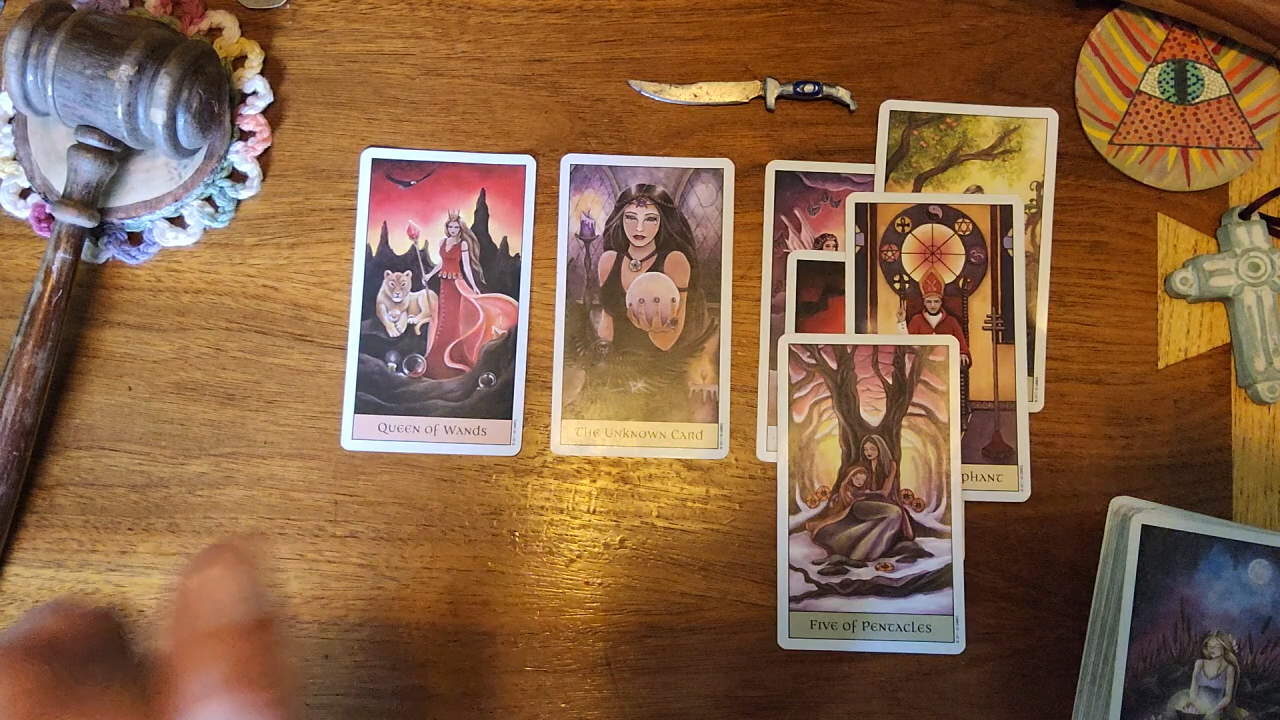 Queen of Wands
The Unknown Card
phant
Five of Pentacles